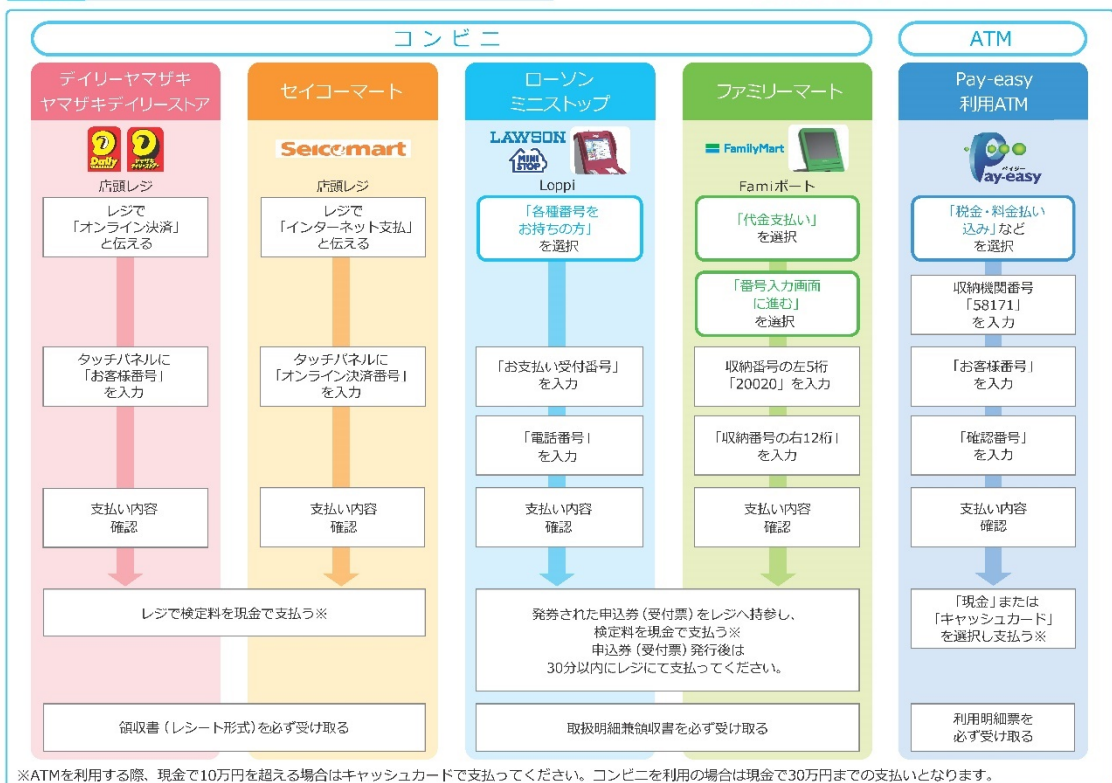 コンビニ
ATM
デイリーヤマザキ
ヤマザキデイリーストア
Daily
ヤマザキ
デイリーストアー
店頭レジ
レジで
「オンライン決済」
と伝える
タッチパネルに
「お客様番号」
を入力
支払い内容
確認
セイコーマート
Seicomart
店頭レジ
レジで
「インターネット支払」
と伝える
タッチパネルに
「オンライン決済番号」
を入力
支払い内容
確認
レジで検定料を現金で支払う※
領収書（レシート形式）を必ず受け取る
ローソン
ミニストップ
LAWSON
MINI
STOP
Loppi
「各種番号を
お持ちの方」
を選択
「お支払い受付番号」
を入力
「電話番号」
を入力
支払い内容
確認
ファミリーマート
FamilyMart
Famiポート
「代金支払い」
を選択
「番号入力画面
に進む」
を選択
収納番号の左5桁
「20020」を入力
「収納番号の右12桁」
を入力
支払い内容
確認
発券された申込券（受付票）をレジへ持参し、
検定料を現金で支払う※
申込券（受付票）発行後は
30分以内にレジにて支払ってください。
取扱明細兼領収書を必ず受け取る
Pay-easy
利用ATM
ペイジー
Pay-easy
「税金・料金払い
込み」など
を選択
収納機関番号
「58171」
を入力
「お客様番号」
を入力
「確認番号」
を入力
支払い内容
確認
「現金」または
「キャッシュカード」
を選択し支払う※
利用明細票を
必ず受け取る
※ATMを利用する際、現金で10万円を超える場合はキャッシュカードで支払ってください。コンビニを利用の場合は現金で30万円までの支払いとなります。